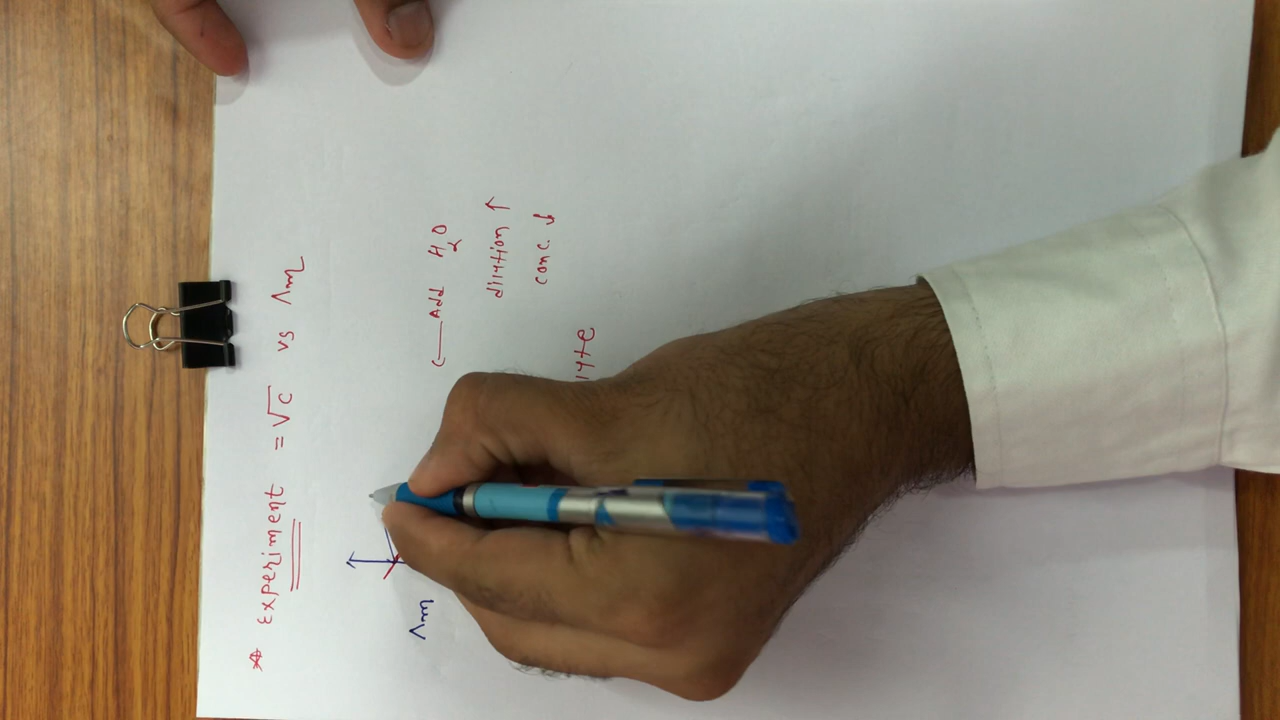 * Experiment = √C vs Λm
← Add H2O
dilution ↑
conc. ↓
Λm